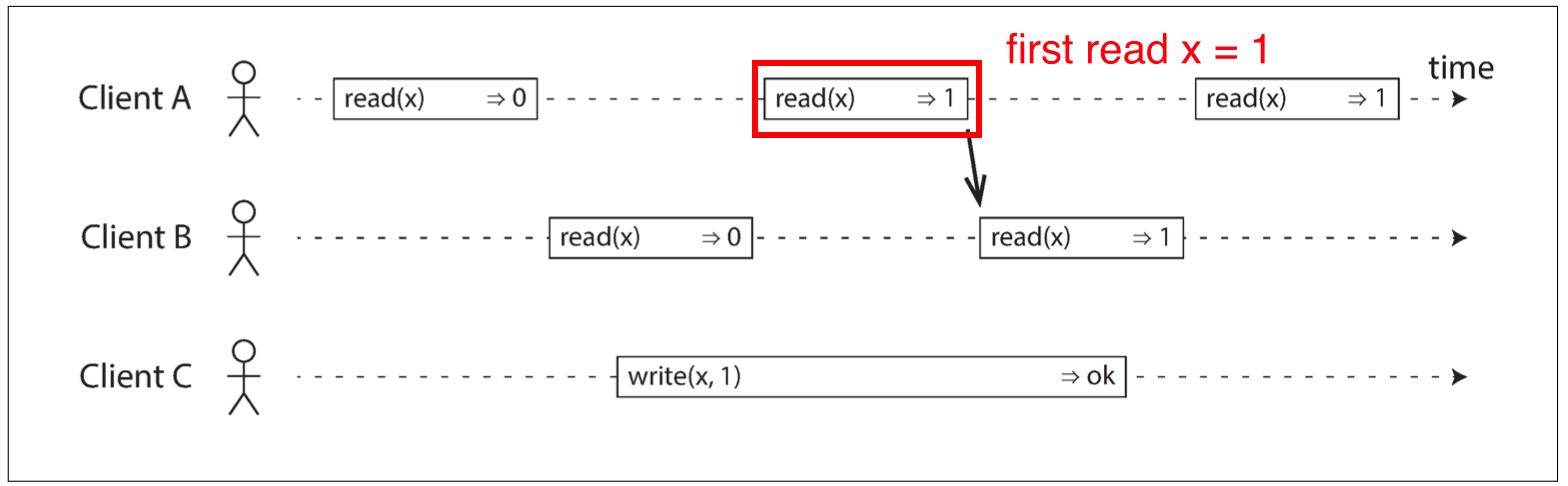 first read x = 1
time
Client A
read(x) ⇒ 0
read(x) ⇒ 1
read(x) ⇒ 1
Client B
read(x) ⇒ 0
read(x) ⇒ 1
Client C
write(x, 1) ⇒ ok